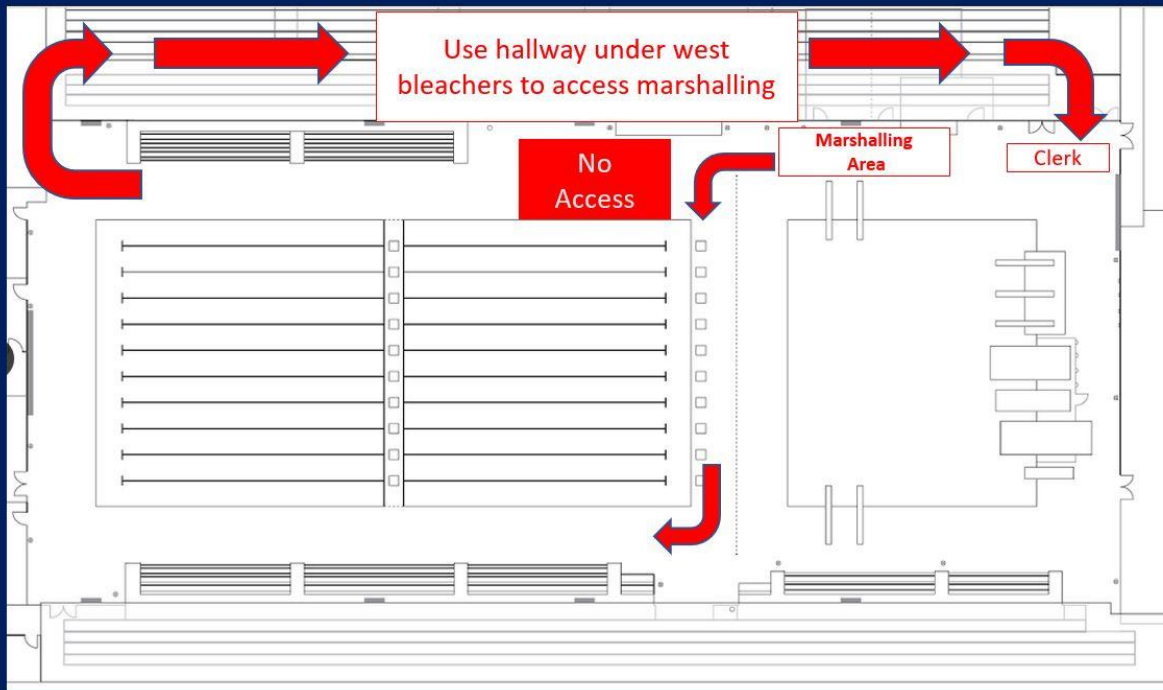 Use hallway under west
bleachers to access marshalling
No
Access
Marshalling
Area
Clerk